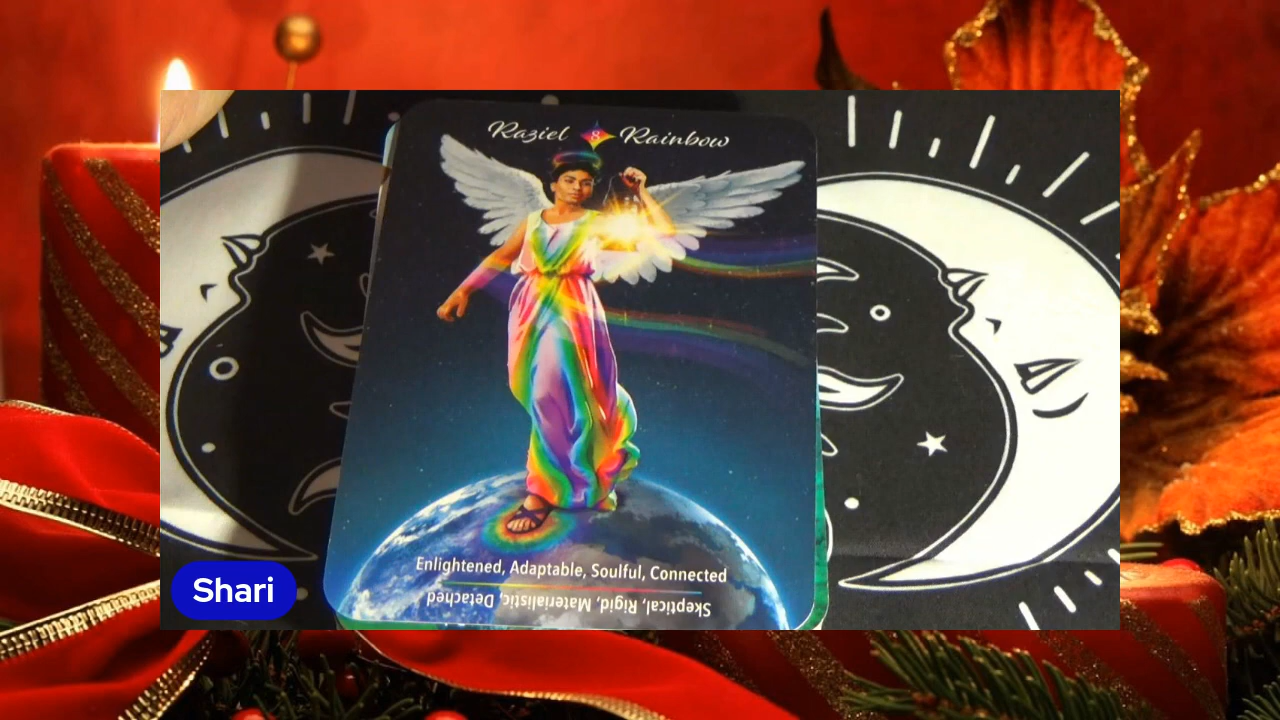 Raziel 8 Rainbow
Enlightened, Adaptable, Soulful, Connected
Skeptical, Rigid, Materialistic, Detached
Shari